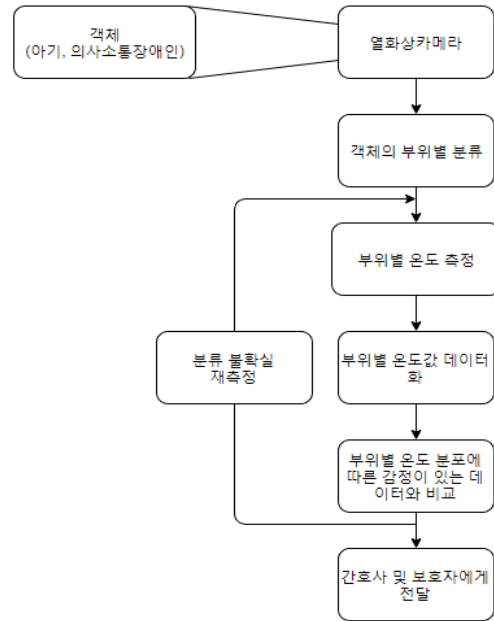 객체
(아기, 의사소통장애인)
열화상카메라
객체의 부위별 분류
부위별 온도 측정
분류 불확실
재측정
부위별 온도값 데이터
화
부위별 온도 분포에
따른 감정이 있는 데
이터와 비교
간호사 및 보호자에게
전달